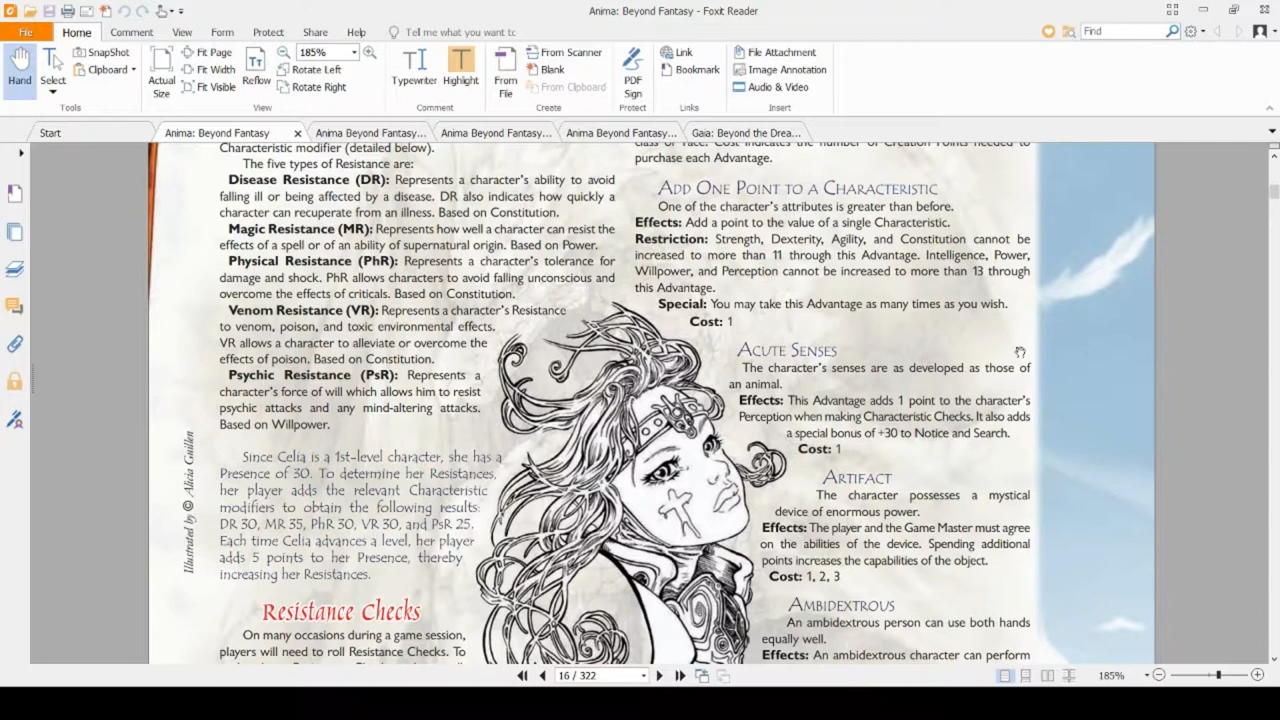 Anima: Beyond Fantasy - Foxit Reader
File Home Comment View Form Protect Share Help Tell me what you want to Find
Hand
Select
SnapShot
Clipboard
Tools
Actual Size
Fit Page
Fit Width
Fit Visible
Reflow
185%
Rotate Left
Rotate Right
View
Typewriter
Highlight
Comment
From File
From Scanner
Blank
From Clipboard
Create
PDF Sign
Protect
Link
Bookmark
Links
File Attachment
Image Annotation
Audio & Video
Insert
Start Anima: Beyond Fantasy Anima Beyond Fantasy... Anima Beyond Fantasy... Anima Beyond Fantasy... Gaia: Beyond the Drea...
Characteristic modifier (detailed below).
The five types of Resistance are:
Disease Resistance (DR): Represents a character's ability to avoid
falling ill or being affected by a disease. DR also indicates how quickly a
character can recuperate from an illness. Based on Constitution.
Magic Resistance (MR): Represents how well a character can resist the
effects of a spell or of an ability of supernatural origin. Based on Power.
Physical Resistance (PhR): Represents a character's tolerance for
damage and shock. PhR allows characters to avoid falling unconscious and
overcome the effects of criticals. Based on Constitution.
Venom Resistance (VR): Represents a character's Resistance
to venom, poison, and toxic environmental effects.
VR allows a character to alleviate or overcome the
effects of poison. Based on Constitution.
Psychic Resistance (PsR): Represents a
character's force of will which allows him to resist
psychic attacks and any mind-altering attacks.
Based on Willpower.
Since Celia is a 1st-level character, she has a
Presence of 30. To determine her Resistances,
her player adds the relevant Characteristic
modifiers to obtain the following results:
DR 30, MR 35, PhR 30, VR 30, and PsR 25.
Each time Celia advances a level, her player
adds 5 points to her Presence, thereby
increasing her Resistances.
Illustrated by © Alicia Guillen
Resistance Checks
On many occasions during a game session,
players will need to roll Resistance Checks. To
class or race. Cost indicates the number of Creation Points needed to
purchase each Advantage.
Add One Point to a Characteristic
One of the character's attributes is greater than before.
Effects: Add a point to the value of a single Characteristic.
Restriction: Strength, Dexterity, Agility, and Constitution cannot be
increased to more than 11 through this Advantage. Intelligence, Power,
Willpower, and Perception cannot be increased to more than 13 through
this Advantage.
Special: You may take this Advantage as many times as you wish.
Cost: 1
Acute Senses
The character's senses are as developed as those of
an animal.
Effects: This Advantage adds 1 point to the character's
Perception when making Characteristic Checks. It also adds
a special bonus of +30 to Notice and Search.
Cost: 1
Artifact
The character possesses a mystical
device of enormous power.
Effects: The player and the Game Master must agree
on the abilities of the device. Spending additional
points increases the capabilities of the object.
Cost: 1, 2, 3
Ambidextrous
An ambidextrous person can use both hands
equally well.
Effects: An ambidextrous character can perform
16 / 322
185%